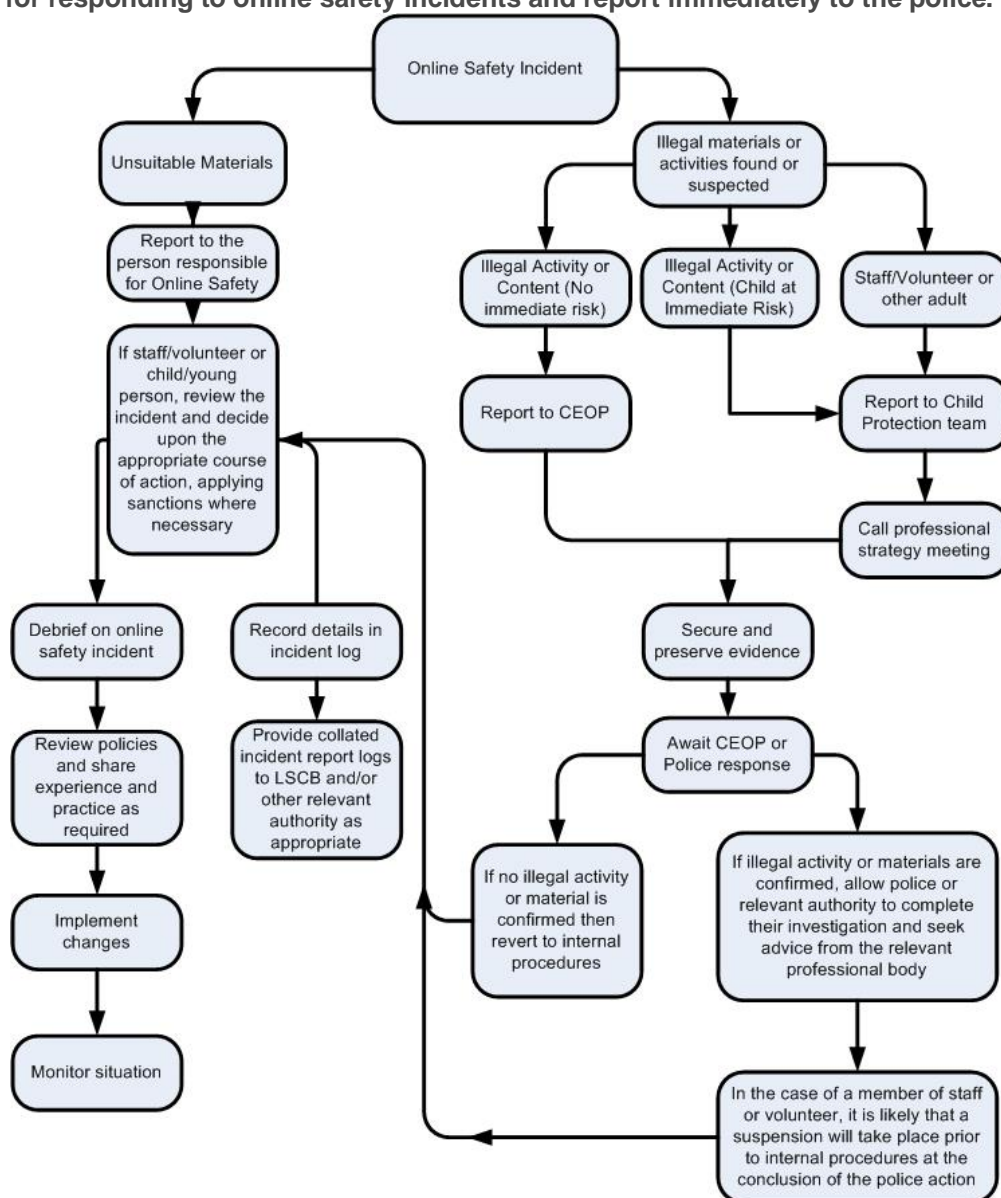 for responding to online safety incidents and report immediately to the police.
Online Safety Incident
Unsuitable Materials
Report to the
person responsible
for Online Safety
If staff/volunteer or
child/young
person, review the
incident and decide
upon the
appropriate course
of action, applying
sanctions where
necessary
Debrief on online
safety incident
Review policies
and share
experience and
practice as
required
Implement
changes
Monitor situation
Record details in
incident log
Provide collated
incident report logs
to LSCB and/or
other relevant
authority as
appropriate
Illegal materials or
activities found or
suspected
Illegal Activity or
Content (No
immediate risk)
Report to CEOP
Illegal Activity or
Content (Child at
Immediate Risk)
Staff/Volunteer or
other adult
Report to Child
Protection team
Call professional
strategy meeting
Secure and
preserve evidence
Await CEOP or
Police response
If no illegal activity
or material is
confirmed then
revert to internal
procedures
If illegal activity or materials are
confirmed, allow police or
relevant authority to complete
their investigation and seek
advice from the relevant
professional body
In the case of a member of staff
or volunteer, it is likely that a
suspension will take place prior
to internal procedures at the
conclusion of the police action